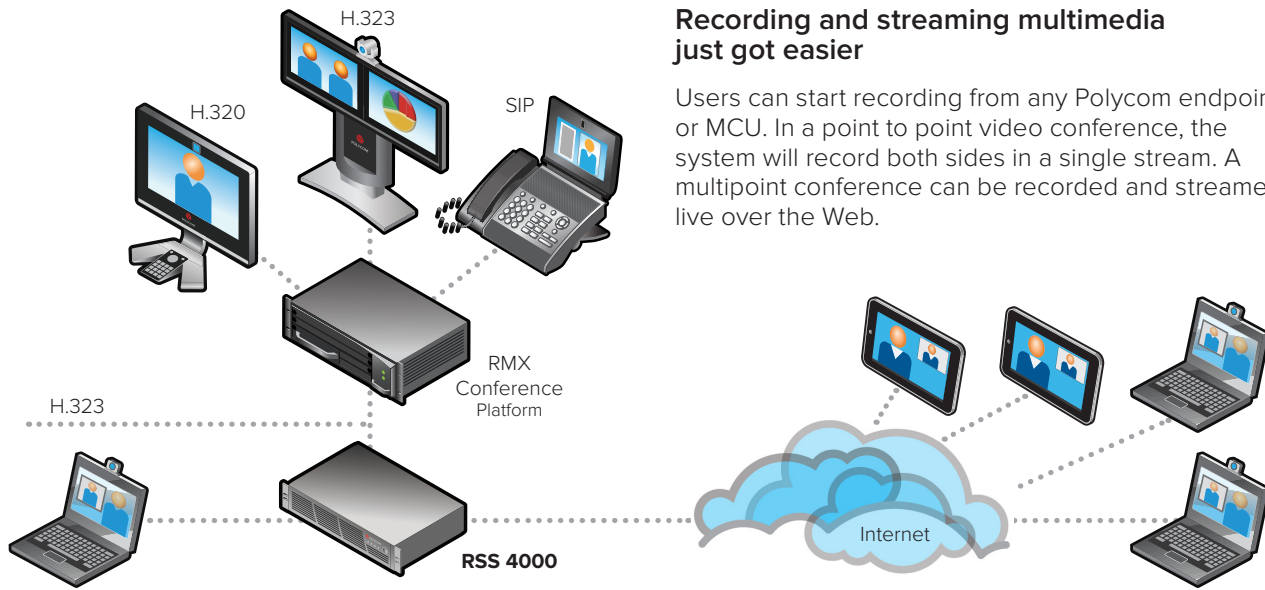 H.323
H.320
SIP
RMX
Conference
Platform
H.323
RSS 4000
Recording and streaming multimedia
just got easier
Users can start recording from any Polycom
or MCU. In a point to point video conference, the
system will record both sides in a single stream. A
multipoint conference can be recorded and
live over the Web.
Internet